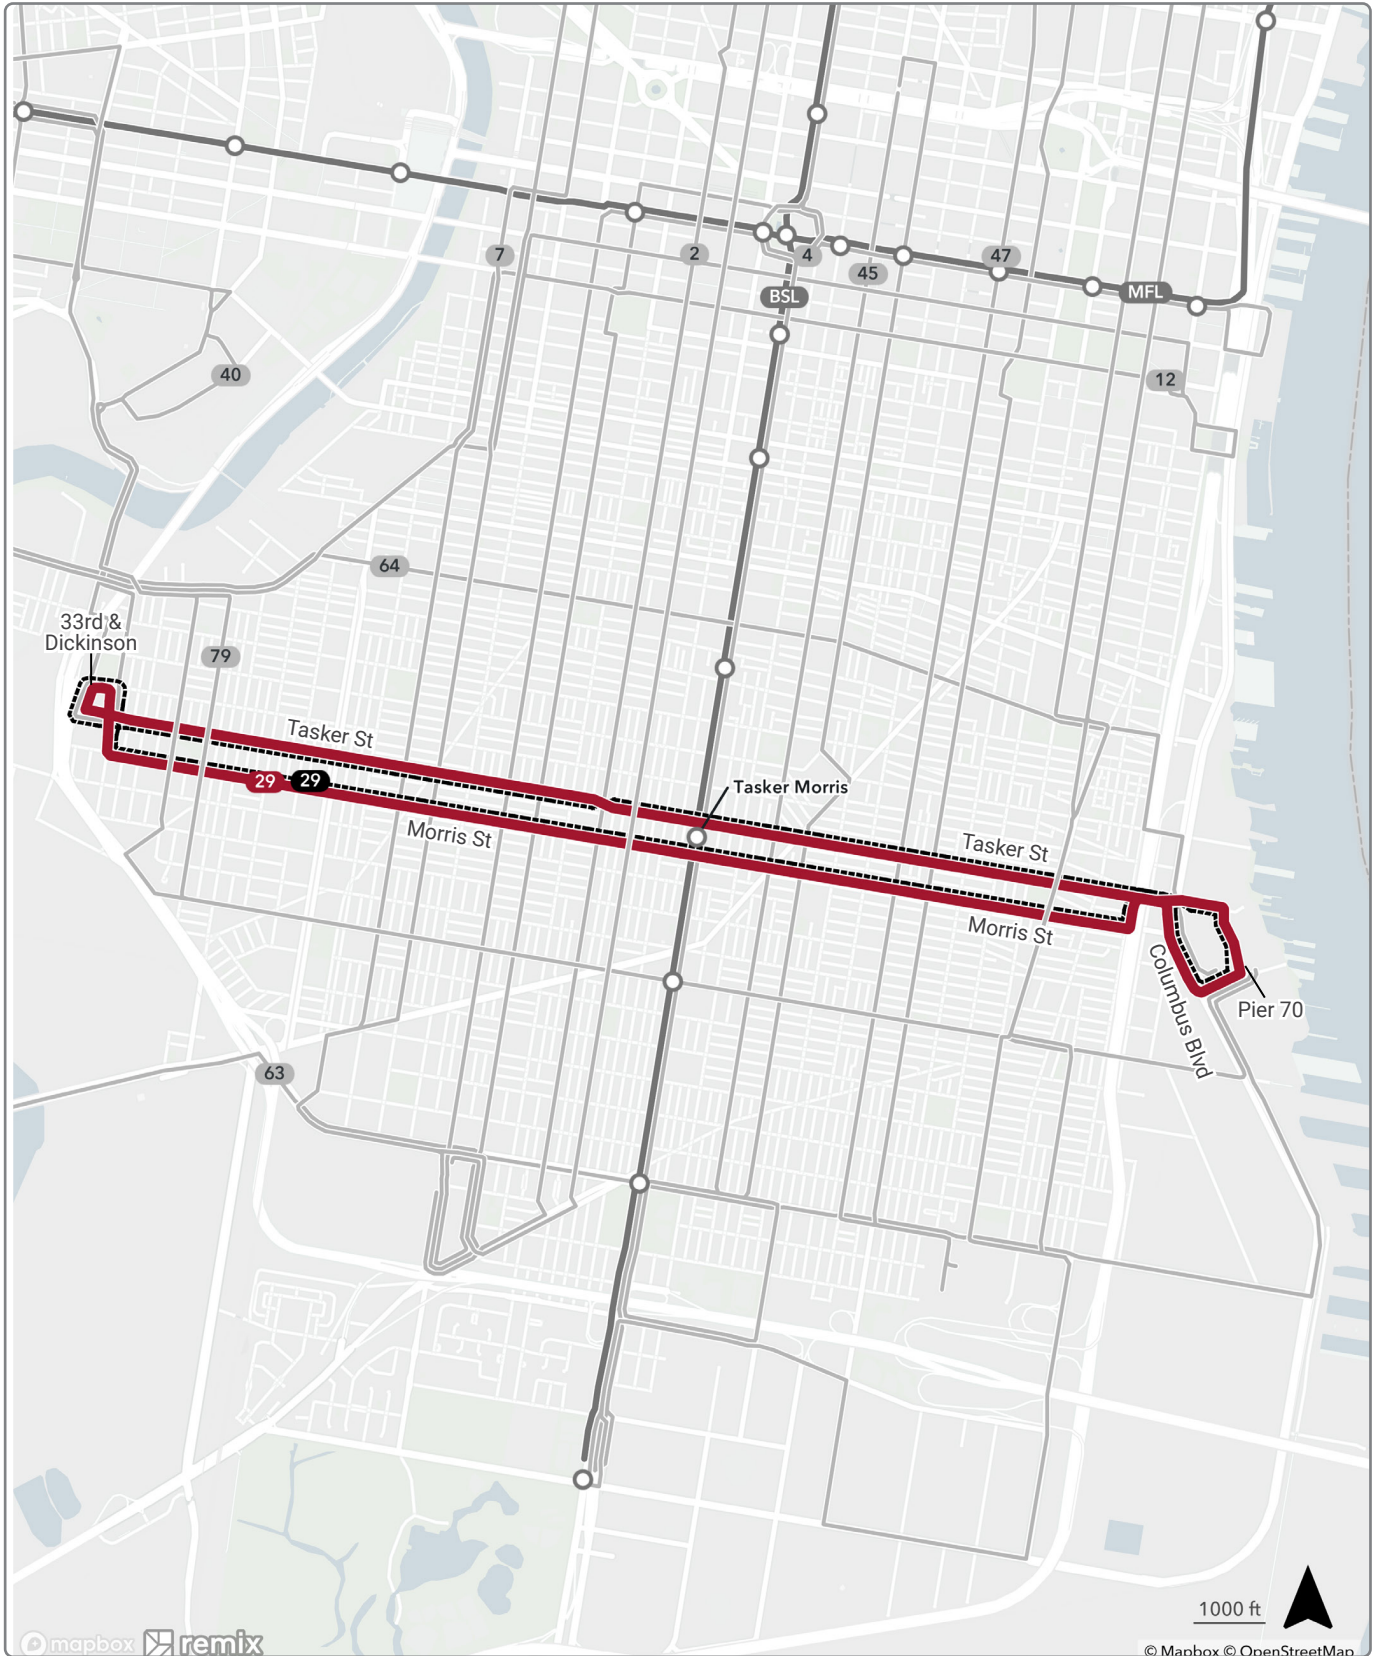 7
2
4
47
45
BSL
MFL
40
12
64
33rd &
Dickinson
79
Tasker St
29
29
Tasker Morris
Morris St
Tasker St
Morris St
Columbus Blvd
Pier 70
63
1000 ft
mapbox
remix
© Mapbox © OpenStreetMap